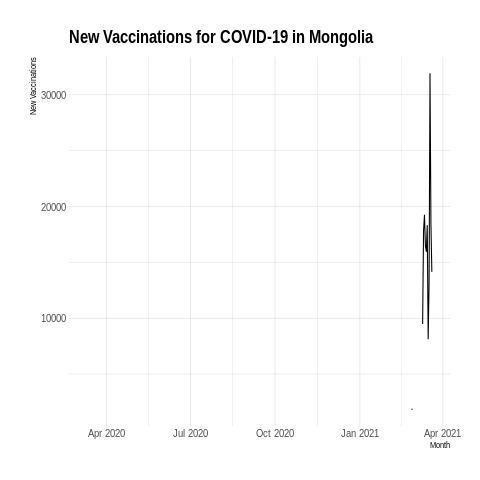 New Vaccinations for COVID-19 in Mongolia
New Vaccinations
30000
20000
10000
Apr 2020
Jul 2020
Oct 2020
Jan 2021
Apr 2021
Month